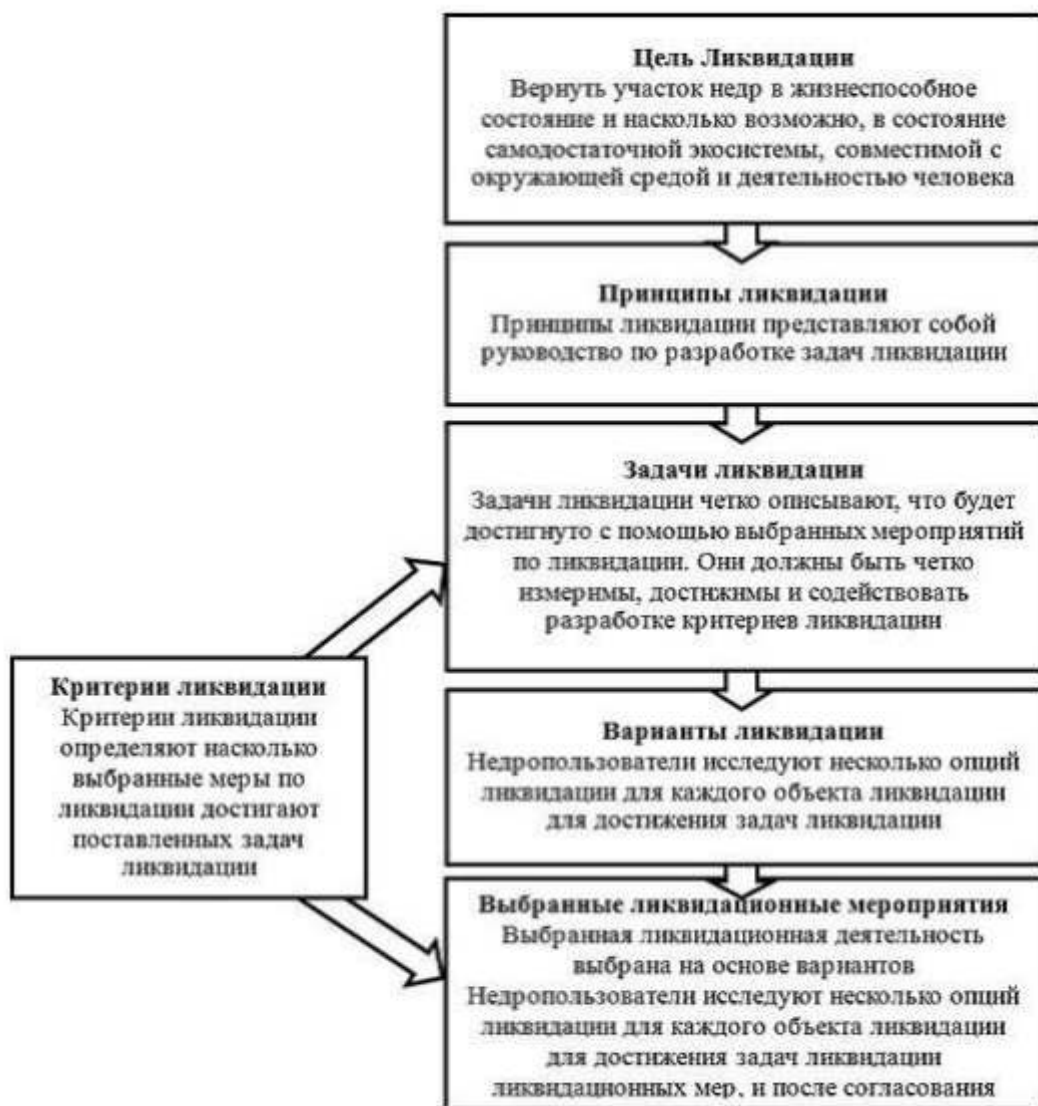 Цель Ликвидации
Вернуть участок недр в жизнеспособное
состояние и насколько возможно, в состояние
самодостаточной экосистемы, совместимой с
окружающей средой и деятельностью человека
Принципы ликвидации
Принципы ликвидации представляют собой
руководство по разработке задач ликвидации
Задачи ликвидации
Задачи ликвидации четко описывают, что будет
достигнуто с помощью выбранных мероприятий
по ликвидации. Они должны быть четко
измеримы, достижимы и содействовать
разработке критериев ликвидации
Критерии ликвидации
Критерии ликвидации
определяют насколько
выбранные меры по
ликвидации достигают
поставленных задач
ликвидации
Варианты ликвидации
Недропользователи исследуют несколько опций
ликвидации для каждого объекта ликвидации
для достижения задач ликвидации
Выбранные ликвидационные мероприятия
Выбранная ликвидационная деятельность
выбрана на основе вариантов
Недропользователи исследуют несколько опций
ликвидации для каждого объекта ликвидации
для достижения задач ликвидации
ликвидационных мер, и после согласования